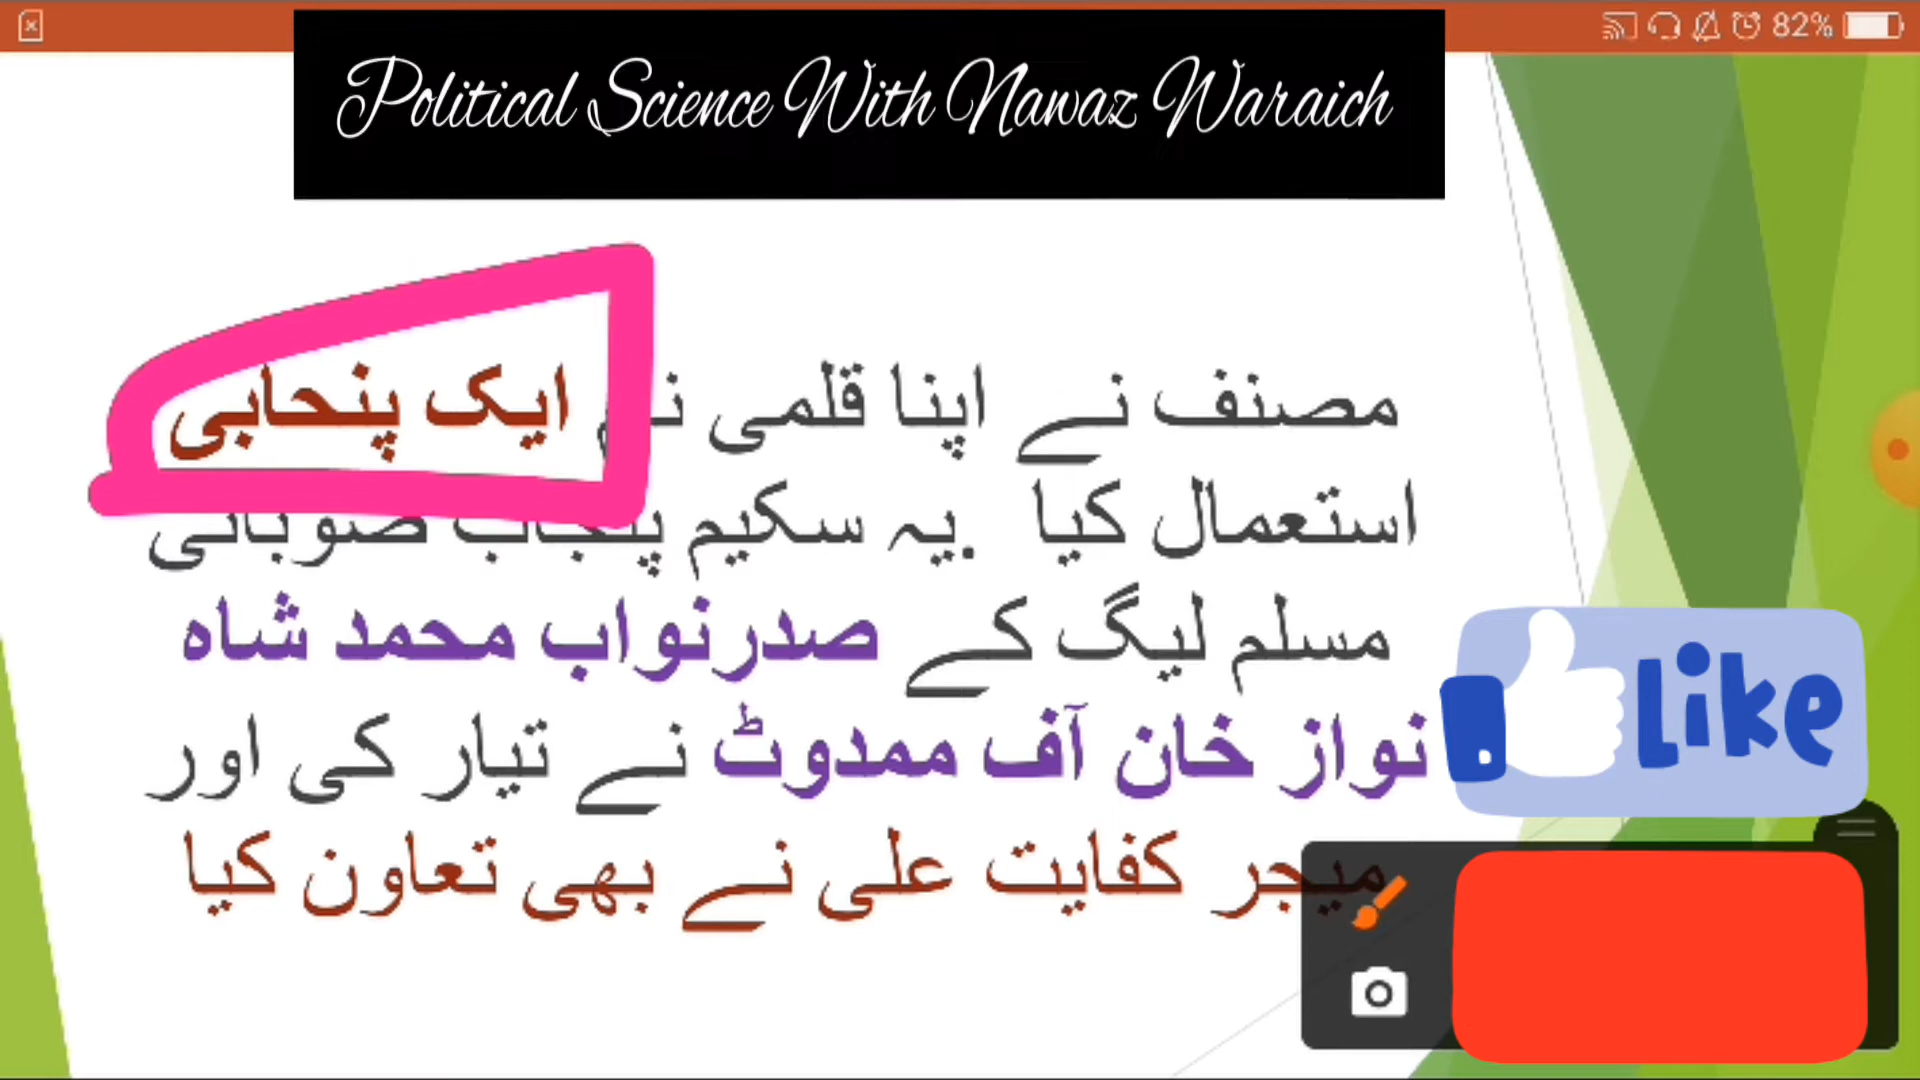 82%
Political Science With Nawaz Waraich
مصنف نے اپنا قلمی ایک پنحابی
استعمال کیا .یہ سکیم پنجاب صوبائی
مسلم لیگ کے صدرنواب محمد شاہ
نواز خان آف ممدوٹ نے تیار کی اور
میجر کفایت علی نے بھی تعاون کیا
Like